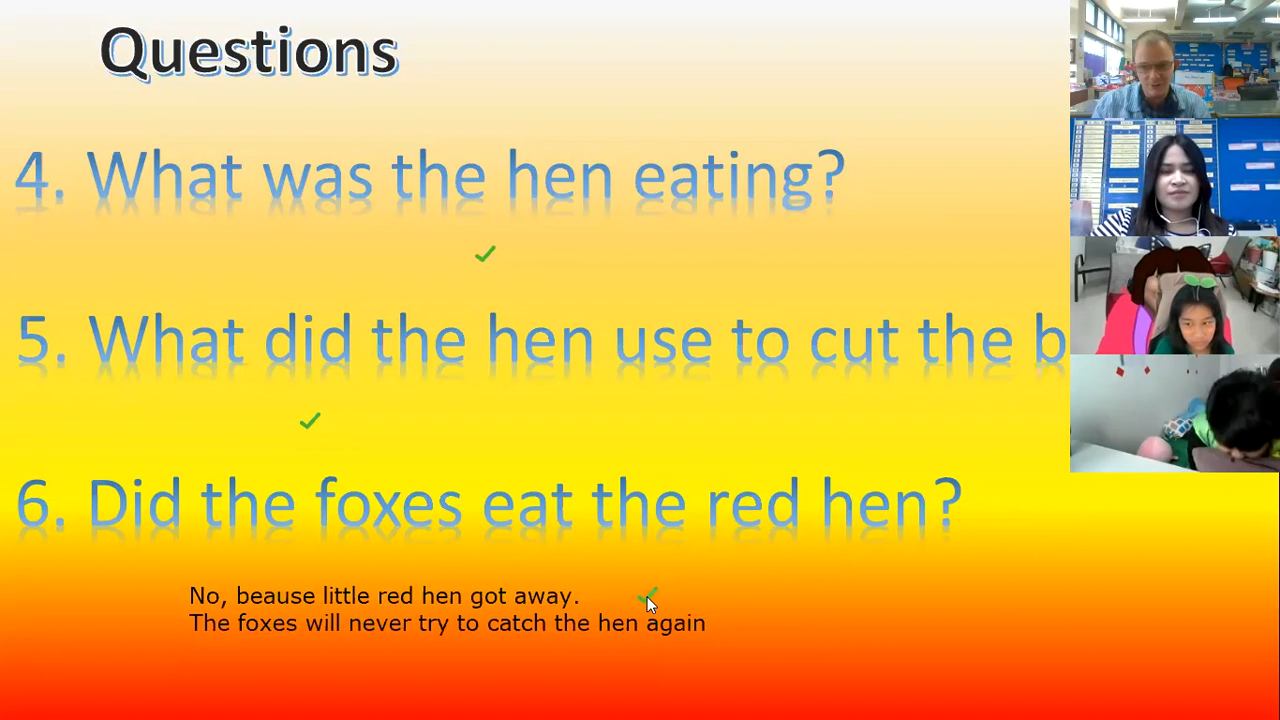 Questions
4. What was the hen eating?
5. What did the hen use to cut the b
6. Did the foxes eat the red hen?
No, beause little red hen got away.
The foxes will never try to catch the hen again